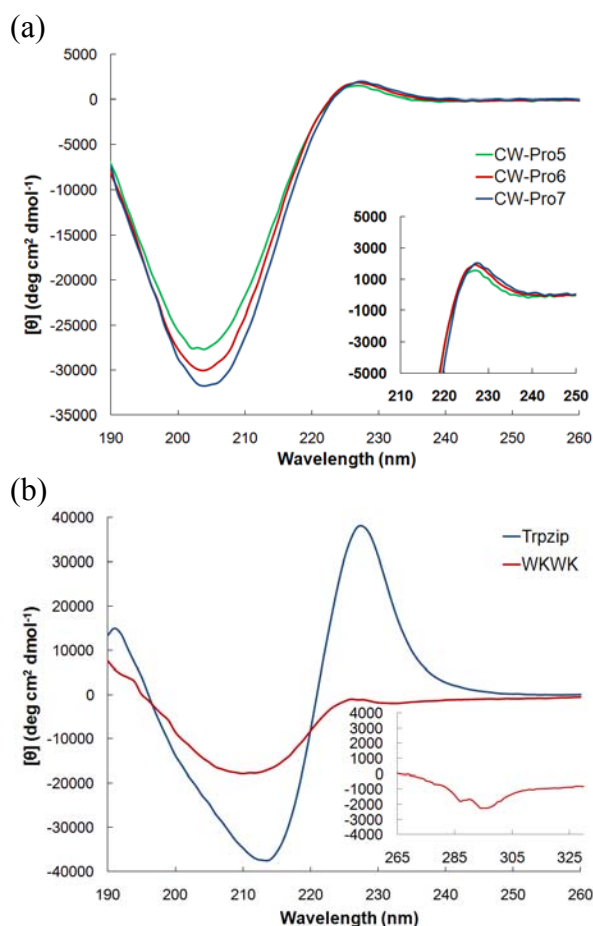 (a)
5000
0
-5000
-10000
-15000
-20000
-25000
-30000
-35000
[θ] (deg cm² dmol⁻¹)
CW-Pro5
CW-Pro6
CW-Pro7
5000
3000
1000
-1000
-3000
-5000
210 220 230 240 250
190 200 210 220 230 240 250 260
Wavelength (nm)
(b)
40000
30000
20000
10000
0
-10000
-20000
-30000
-40000
[θ] (deg cm² dmol⁻¹)
Trpzip
WKWK
4000
3000
2000
1000
0
-1000
-2000
-3000
-4000
265 285 305 325
190 200 210 220 230 240 250 260
Wavelength (nm)